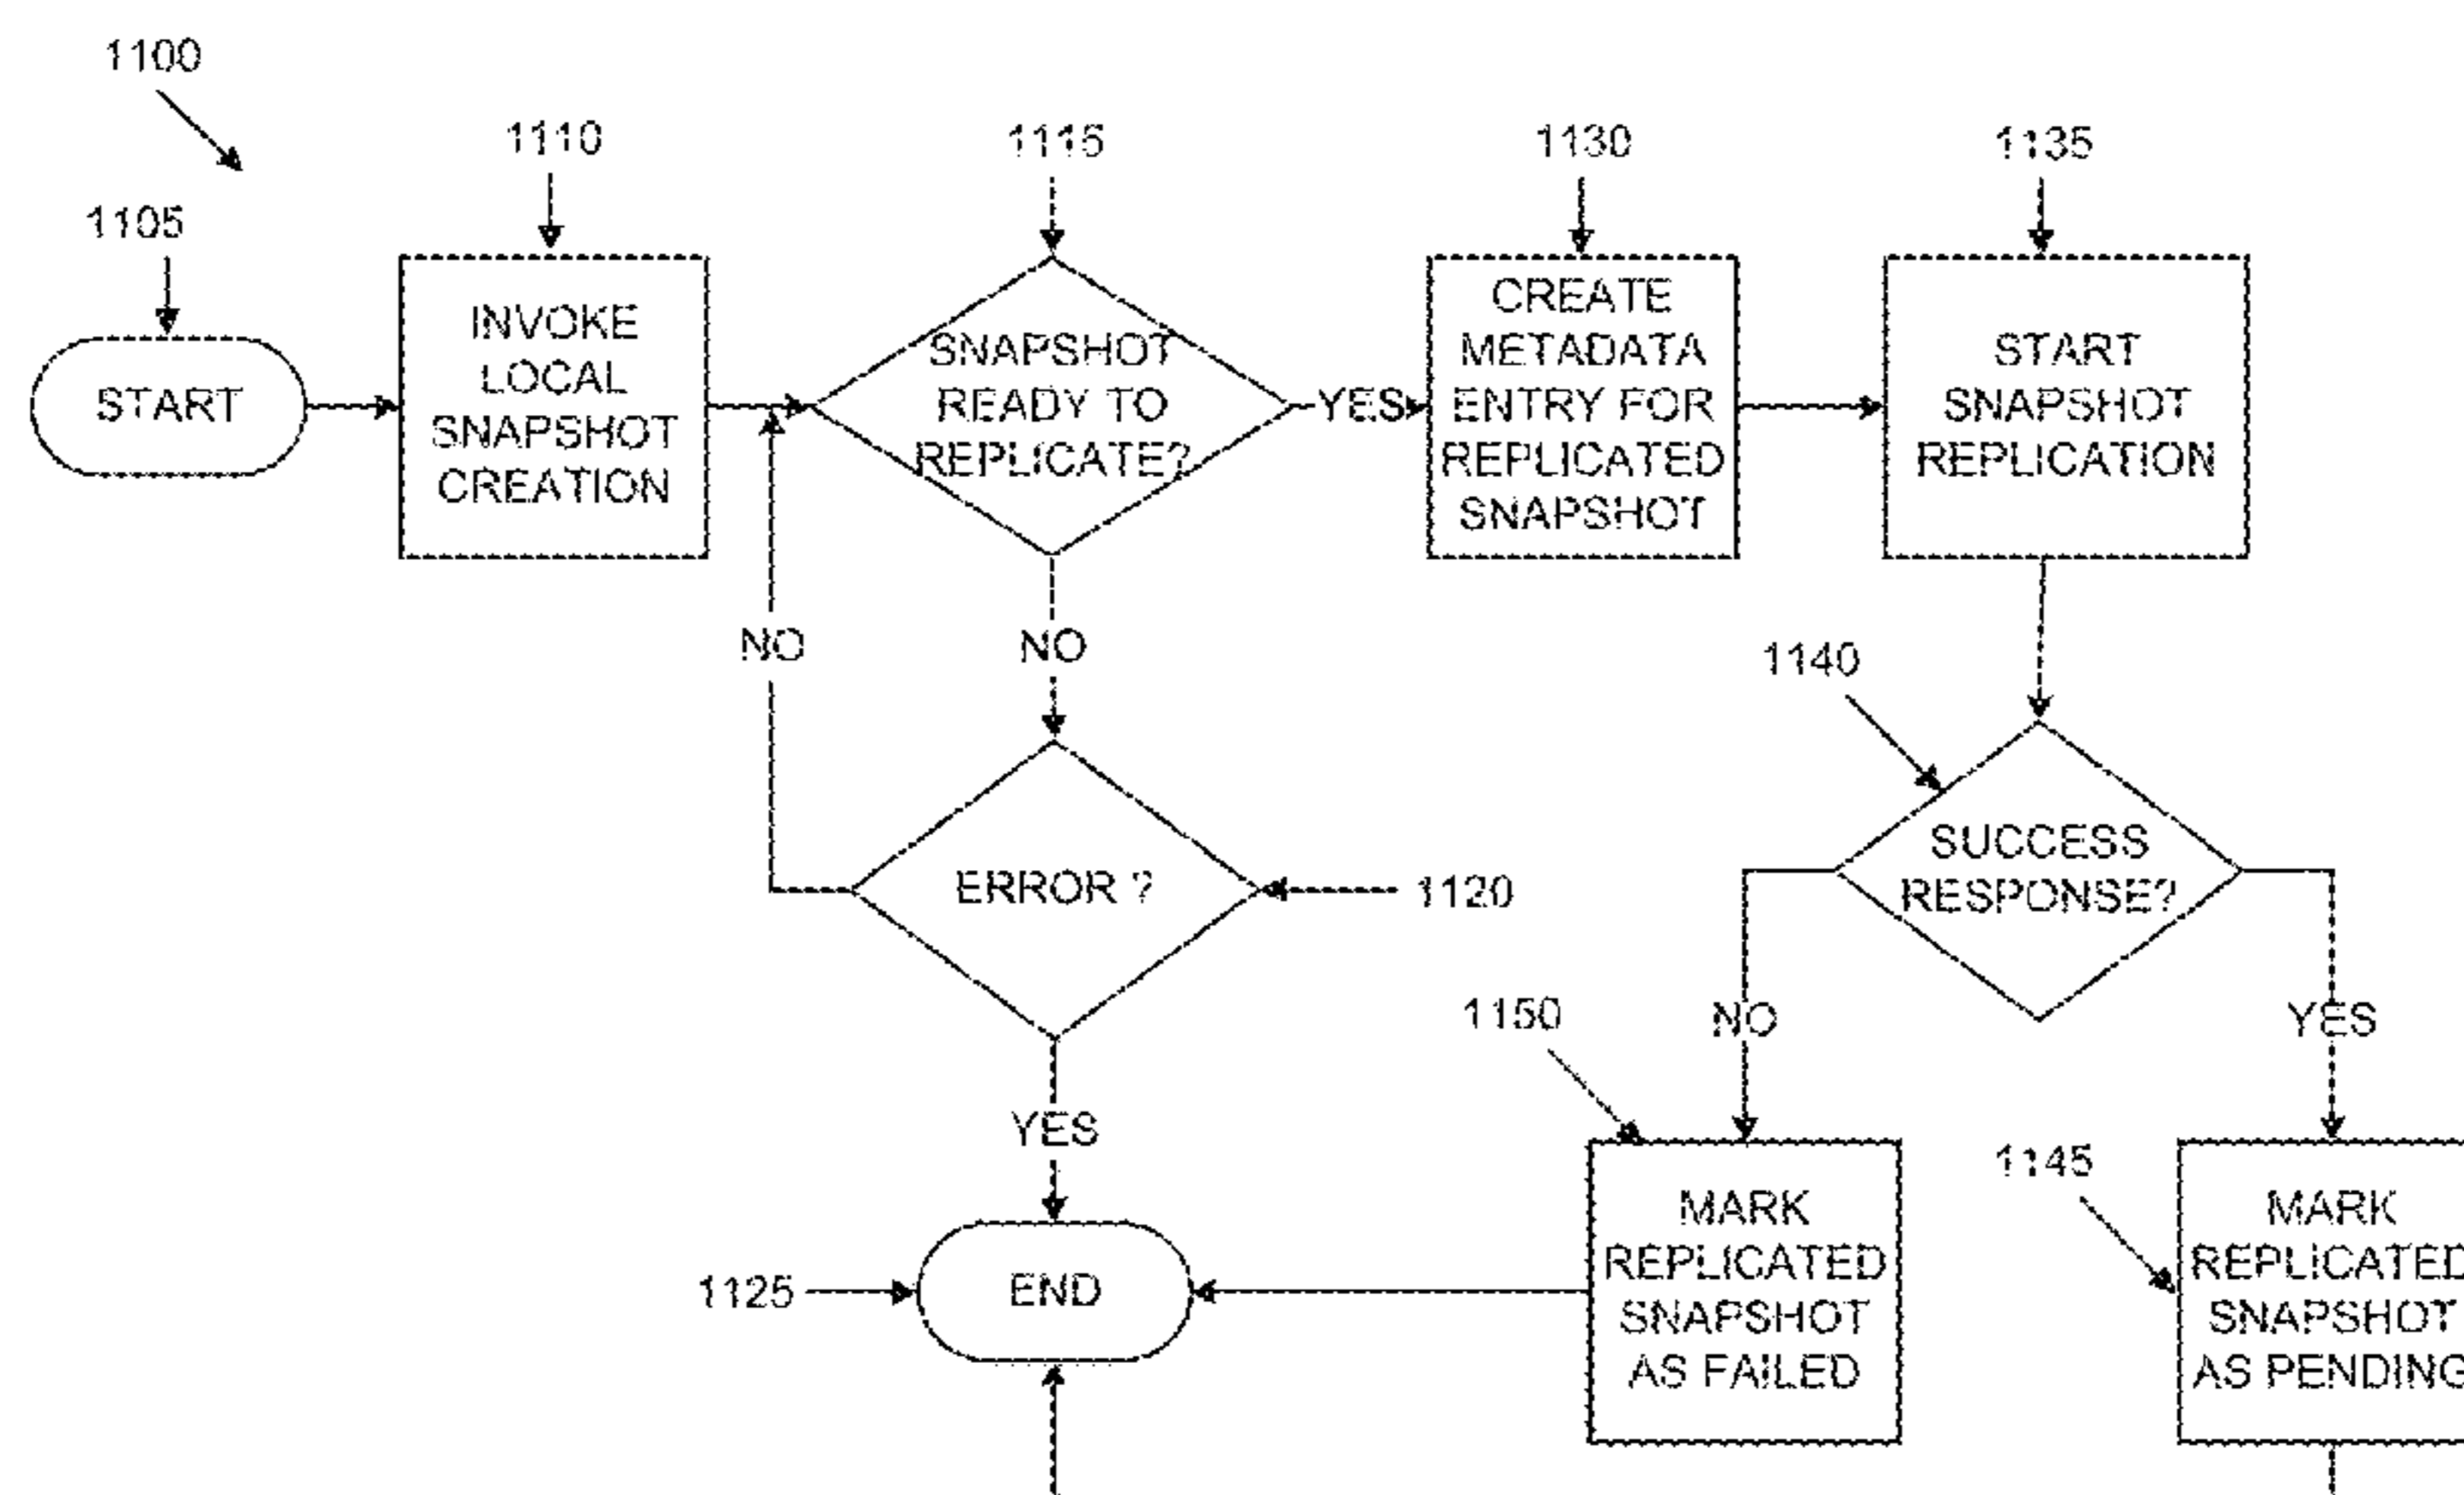 1100
1105
START
1110
INVOKE
LOCAL
SNAPSHOT
CREATION
1115
SNAPSHOT
READY TO
REPLICATE?
YES
1130
CREATE
METADATA
ENTRY FOR
REPLICATED
SNAPSHOT
1135
START
SNAPSHOT
REPLICATION
NO
NO
1140
SUCCESS
RESPONSE?
ERROR ?
1120
1150
NO
YES
YES
1125
END
MARK
REPLICATED
SNAPSHOT
AS FAILED
1145
MARK
REPLICATED
SNAPSHOT
AS PENDING